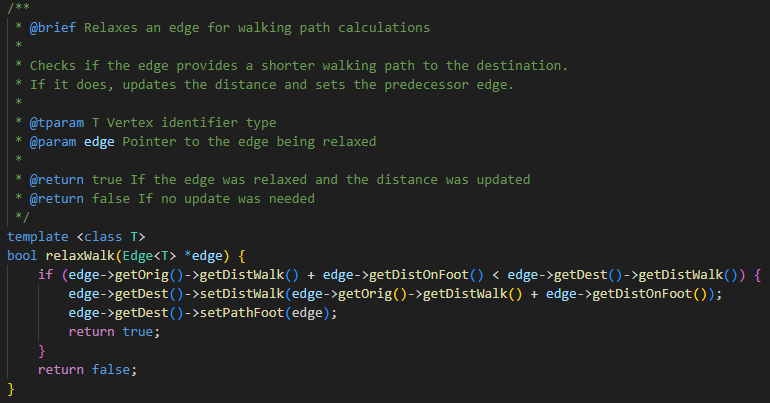 /**
 * @brief Relaxes an edge for walking path calculations
 *
 * Checks if the edge provides a shorter walking path to the destination.
 * If it does, updates the distance and sets the predecessor edge.
 *
 * @tparam T Vertex identifier type
 * @param edge Pointer to the edge being relaxed
 *
 * @return true If the edge was relaxed and the distance was updated
 * @return false If no update was needed
 */
template <class T>
bool relaxWalk(Edge<T> *edge) {
    if (edge->getOrig()->getDistWalk() + edge->getDistOnFoot() < edge->getDest()->getDistWalk()) {
        edge->getDest()->setDistWalk(edge->getOrig()->getDistWalk() + edge->getDistOnFoot());
        edge->getDest()->setPathFoot(edge);
        return true;
    }
    return false;
}